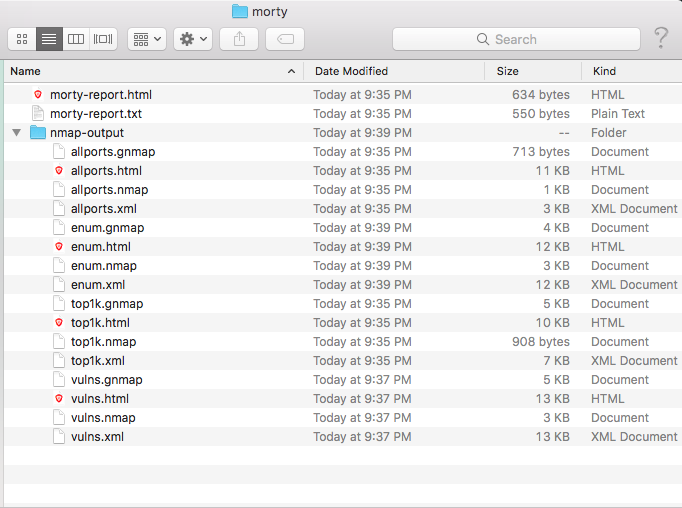 morty
Search
Name Date Modified Size Kind
morty-report.html Today at 9:35 PM 634 bytes HTML
morty-report.txt Today at 9:35 PM 550 bytes Plain Text
nmap-output Today at 9:39 PM -- Folder
allports.gnmap Today at 9:35 PM 713 bytes Document
allports.html Today at 9:35 PM 11 KB HTML
allports.nmap Today at 9:35 PM 1 KB Document
allports.xml Today at 9:35 PM 3 KB XML Document
enum.gnmap Today at 9:39 PM 4 KB Document
enum.html Today at 9:39 PM 12 KB HTML
enum.nmap Today at 9:39 PM 3 KB Document
enum.xml Today at 9:39 PM 12 KB XML Document
top1k.gnmap Today at 9:35 PM 5 KB Document
top1k.html Today at 9:35 PM 10 KB HTML
top1k.nmap Today at 9:35 PM 908 bytes Document
top1k.xml Today at 9:35 PM 7 KB XML Document
vulns.gnmap Today at 9:37 PM 5 KB Document
vulns.html Today at 9:37 PM 13 KB HTML
vulns.nmap Today at 9:37 PM 3 KB Document
vulns.xml Today at 9:37 PM 13 KB XML Document